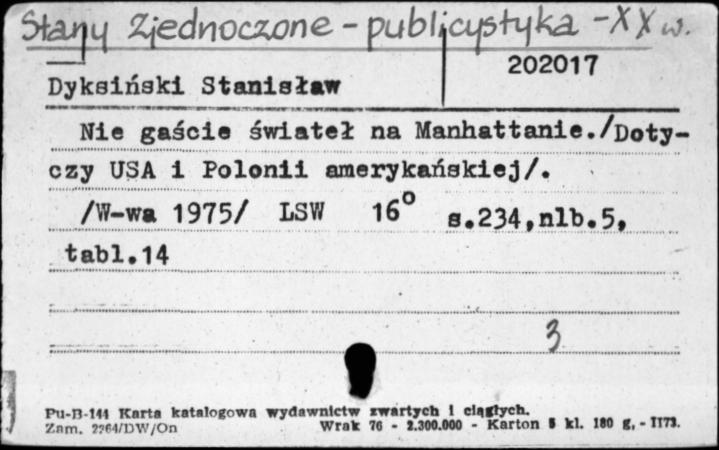 Stany Zjednoczone - publicystyka - XX w.
202017
Dyksiński Stanisław
Nie gaście świateł na Manhattanie./Doty-
czy USA i Polonii amerykańskiej/.
/W-wa 1975/ LSW 16° s.234,nlb.5,
tabl.14
3
Pu-B-144 Karta katalogowa wydawnictw zwartych i ciągłych.
Zam. 2264/DW/On Wrak 76 - 2.300.000 - Karton 5 kl. 180 g, - II73.